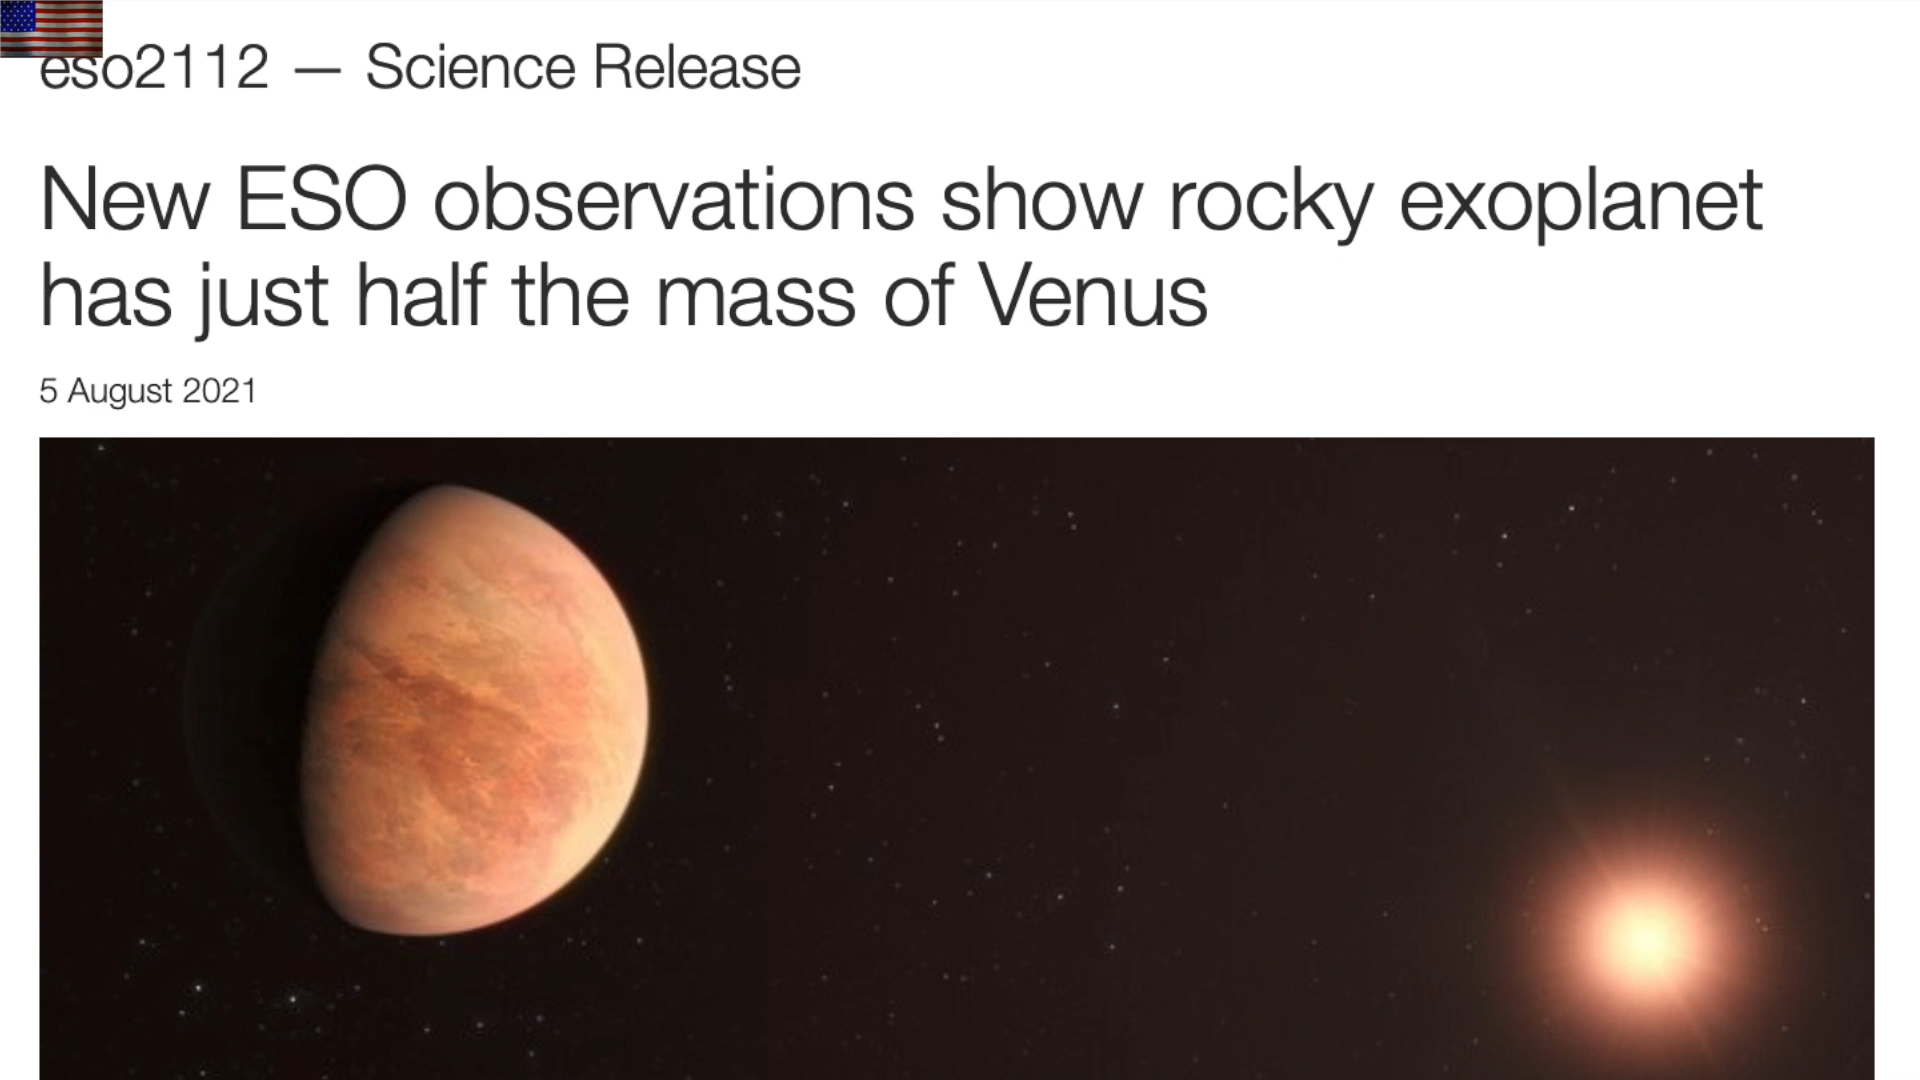 eso2112 — Science Release
New ESO observations show rocky exoplanet
has just half the mass of Venus
5 August 2021